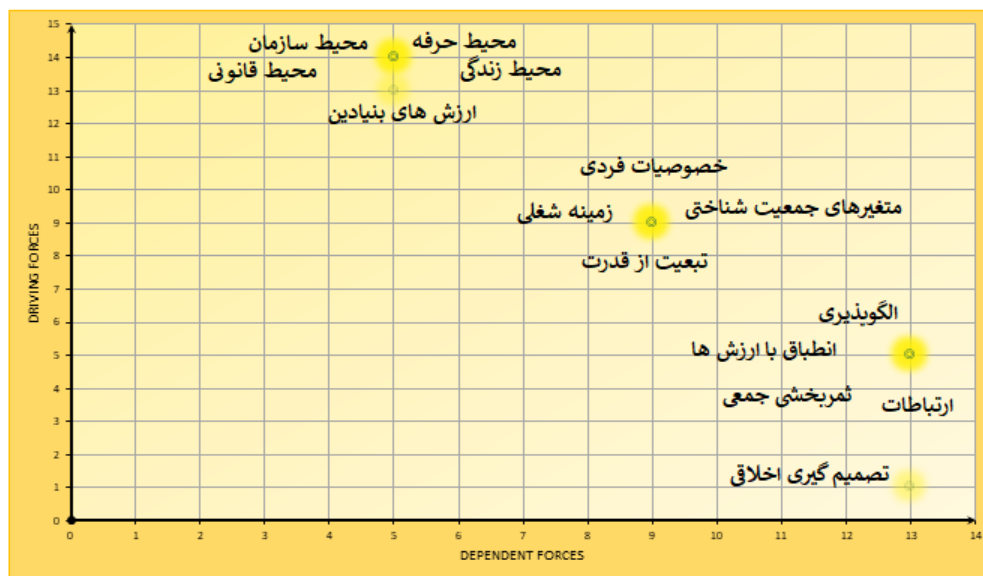 15
14
13
12
11
10
9
8
7
6
5
4
3
2
1
0
DRIVING FORCES
محیط حرفه
محیط سازمان
محیط زندگی
محیط قانونی
ارزش های بنیادین
خصوصیات فردی
متغیرهای جمعیت شناختی
زمینه شغلی
تبعیت از قدرت
الگوپذیری
انطباق با ارزش ها
ثمربخشی جمعی
ارتباطات
تصمیم گیری اخلاقی
0 1 2 3 4 5 6 7 8 9 10 11 12 13 14
DEPENDENT FORCES